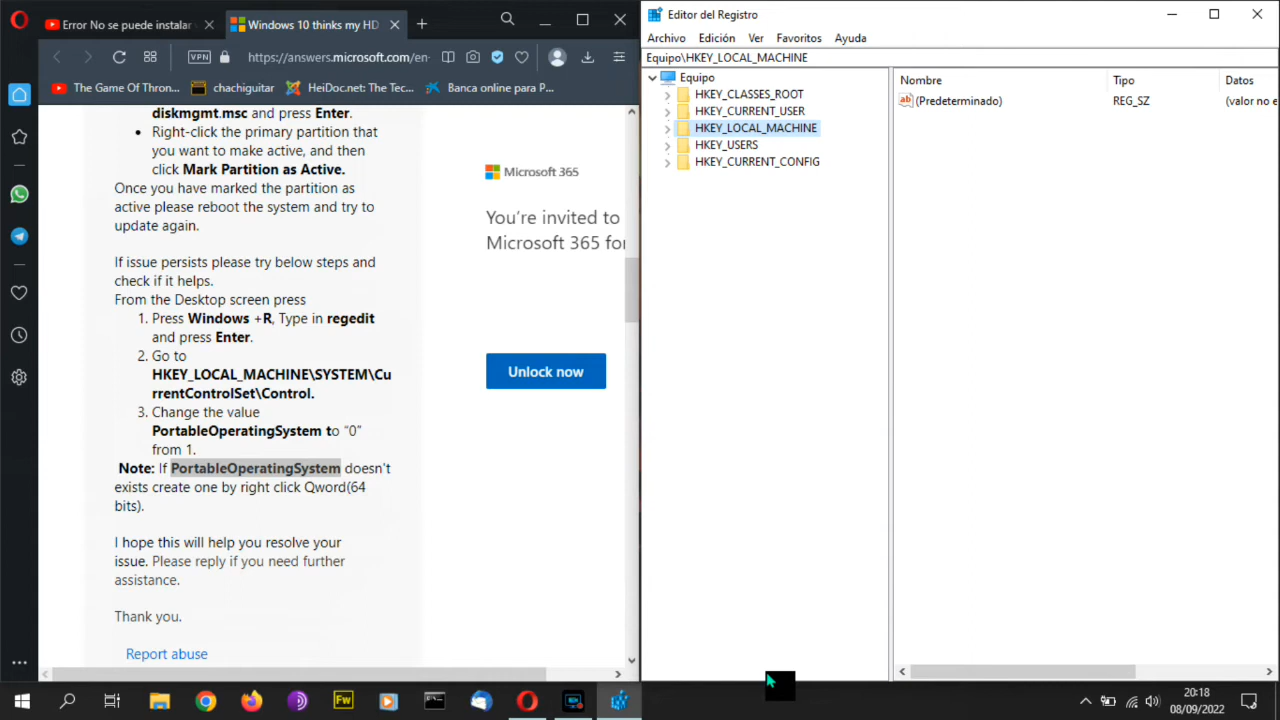 Error No se puede instalar
Windows 10 thinks my HD
VPN
https://answers.microsoft.com/en-
The Game Of Thron...
chachiguitar
HeiDoc.net: The Tec...
Banca online para P...
diskmgmt.msc and press Enter.
Right-click the primary partition that
you want to make active, and then
click Mark Partition as Active.
Once you have marked the partition as
active please reboot the system and try to
update again.
If issue persists please try below steps and
check if it helps.
From the Desktop screen press
1. Press Windows +R, Type in regedit
and press Enter.
2. Go to
HKEY_LOCAL_MACHINE\SYSTEM\Cu
rrentControlSet\Control.
3. Change the value
PortableOperatingSystem to “0”
from 1.
Note: If PortableOperatingSystem doesn't
exists create one by right click Qword(64
bits).
I hope this will help you resolve your
issue. Please reply if you need further
assistance.
Thank you.
Report abuse
Microsoft 365
You’re invited to
Microsoft 365 for
Unlock now
Editor del Registro
Archivo Edición Ver Favoritos Ayuda
Equipo\HKEY_LOCAL_MACHINE
Equipo
HKEY_CLASSES_ROOT
HKEY_CURRENT_USER
HKEY_LOCAL_MACHINE
HKEY_USERS
HKEY_CURRENT_CONFIG
Nombre Tipo Datos
ab (Predeterminado) REG_SZ (valor no e
Fw
20:18
08/09/2022